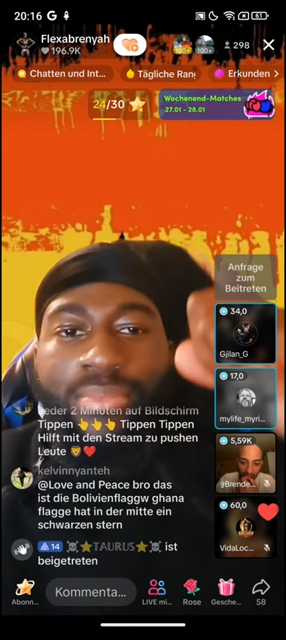 20:16
61
Flexabrenyah
196.9K
100+
100+
298
Chatten und Int...
Tägliche Rang
Erkunden >
24/30
Wochenend-Matches
27.01 - 28.01
Anfrage
zum
Beitreten
34,0
Gjilan_G
17,0
mylife_myri...
5,59K
Brende...
60,0
VidaLoc...
jeder 2 Minuten auf Bildschirm
Tippen 👆👆👆 Tippen Tippen
Hilft mit den Stream zu pushen
Leute 🦁❤️
kelvinnyanteh
@Love and Peace bro das
ist die Bolivienflaggw ghana
flagge hat in der mitte ein
schwarzen stern
14 ☠️⭐TAURUS⭐☠️ ist
beigetreten
Abonn...
Kommenta...
LIVE mi...
Rose
Gesche...
58